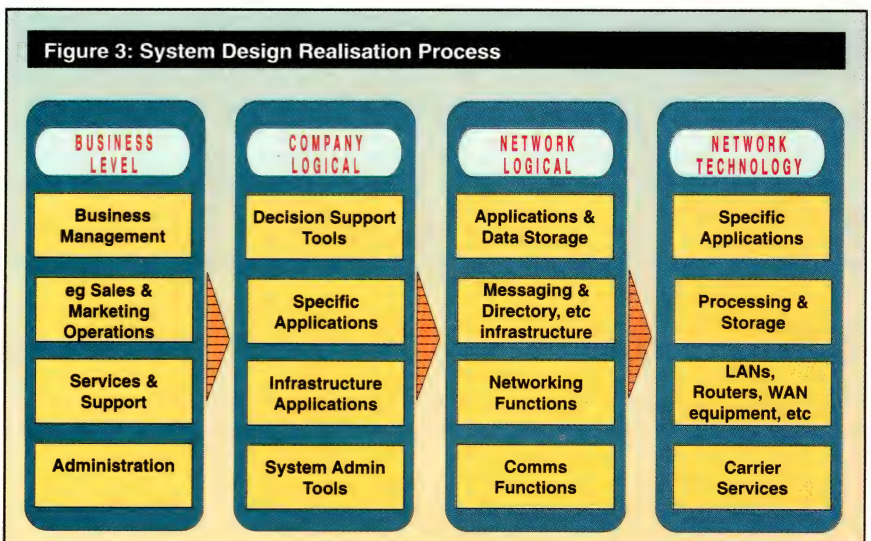 Figure 3: System Design Realisation Process
BUSINESS
LEVEL
Business
Management
eg Sales &
Marketing
Operations
Services &
Support
Administration
COMPANY
LOGICAL
Decision Support
Tools
Specific
Applications
Infrastructure
Applications
System Admin
Tools
NETWORK
LOGICAL
Applications &
Data Storage
Messaging &
Directory, etc
infrastructure
Networking
Functions
Comms
Functions
NETWORK
TECHNOLOGY
Specific
Applications
Processing &
Storage
LANs,
Routers, WAN
equipment, etc
Carrier
Services